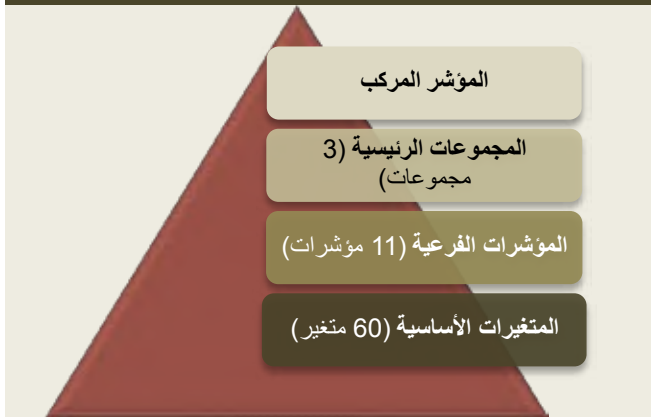 المؤشر المركب
المجموعات الرئيسية (3
مجموعات)
المؤشرات الفرعية (11 مؤشرات)
المتغيرات الأساسية (60 متغير)